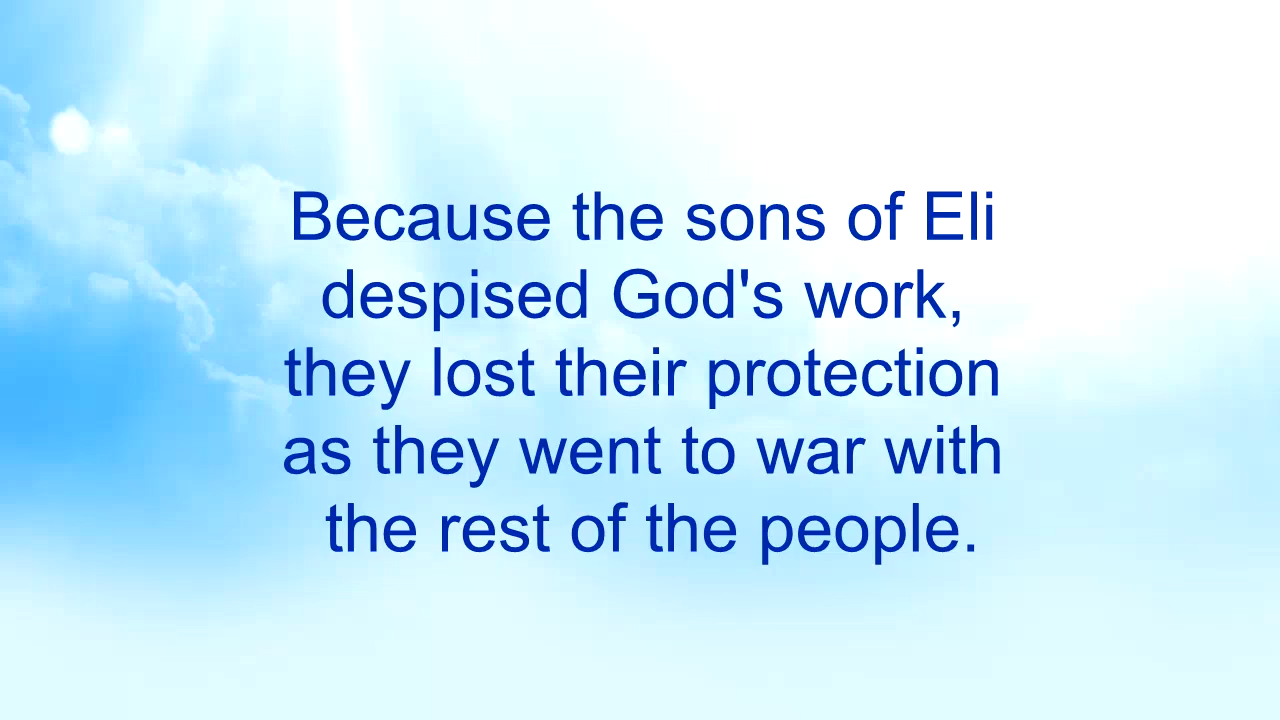 Because the sons of Eli
despised God's work,
they lost their protection
as they went to war with
the rest of the people.